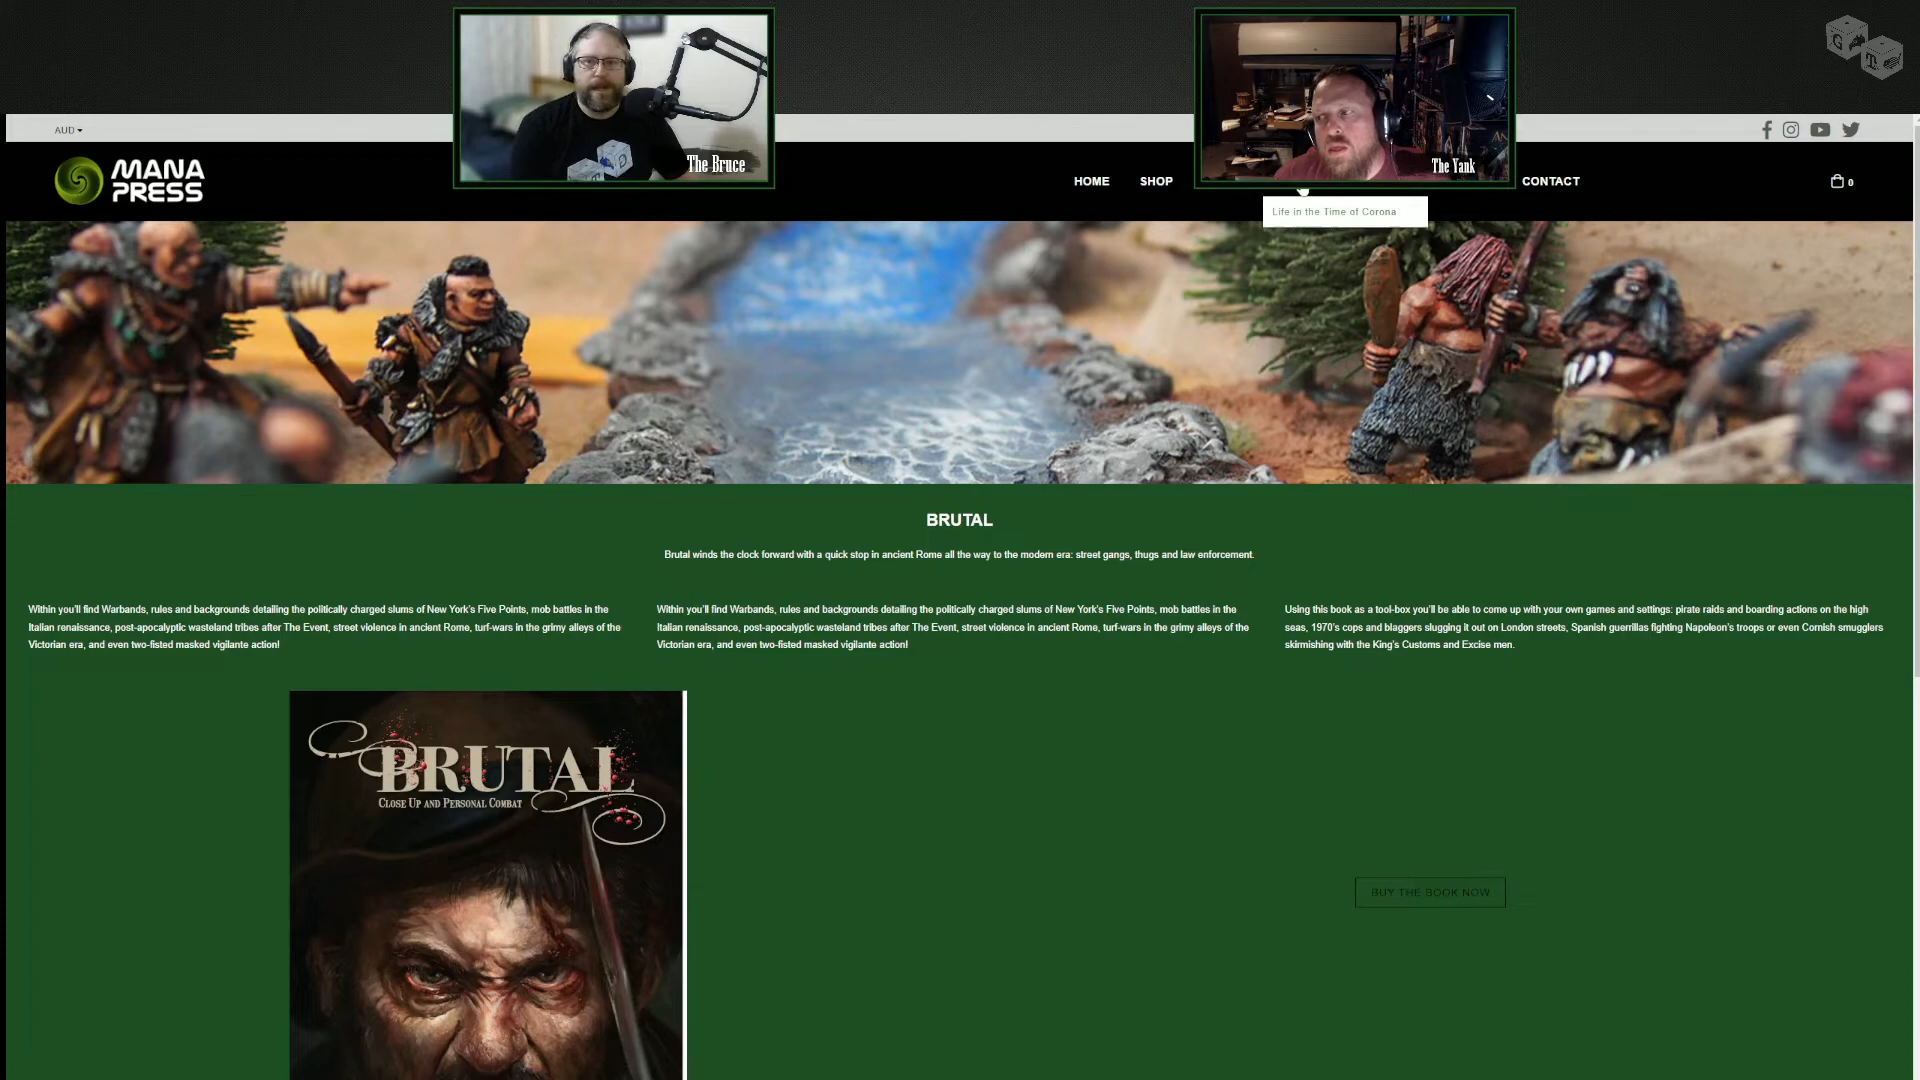 The Bruce
The Yank
AUD
MANA
PRESS
HOME
SHOP
CONTACT
0
Life in the Time of Corona
BRUTAL
Brutal winds the clock forward with a quick stop in ancient Rome all the way to the modern era: street gangs, thugs and law enforcement.
Within you'll find Warbands, rules and backgrounds detailing the politically charged slums of New York's Five Points, mob battles in the
Italian renaissance, post-apocalyptic wasteland tribes after The Event, street violence in ancient Rome, turf-wars in the grimy alleys of the
Victorian era, and even two-fisted masked vigilante action!
Within you'll find Warbands, rules and backgrounds detailing the politically charged slums of New York's Five Points, mob battles in the
Italian renaissance, post-apocalyptic wasteland tribes after The Event, street violence in ancient Rome, turf-wars in the grimy alleys of the
Victorian era, and even two-fisted masked vigilante action!
Using this book as a tool-box you'll be able to come up with your own games and settings: pirate raids and boarding actions on the high
seas, 1970's cops and blaggers slugging it out on London streets, Spanish guerrillas fighting Napoleon's troops or even Cornish smugglers
skirmishing with the King's Customs and Excise men.
BRUTAL
CLOSE UP AND PERSONAL COMBAT
BUY THE BOOK NOW